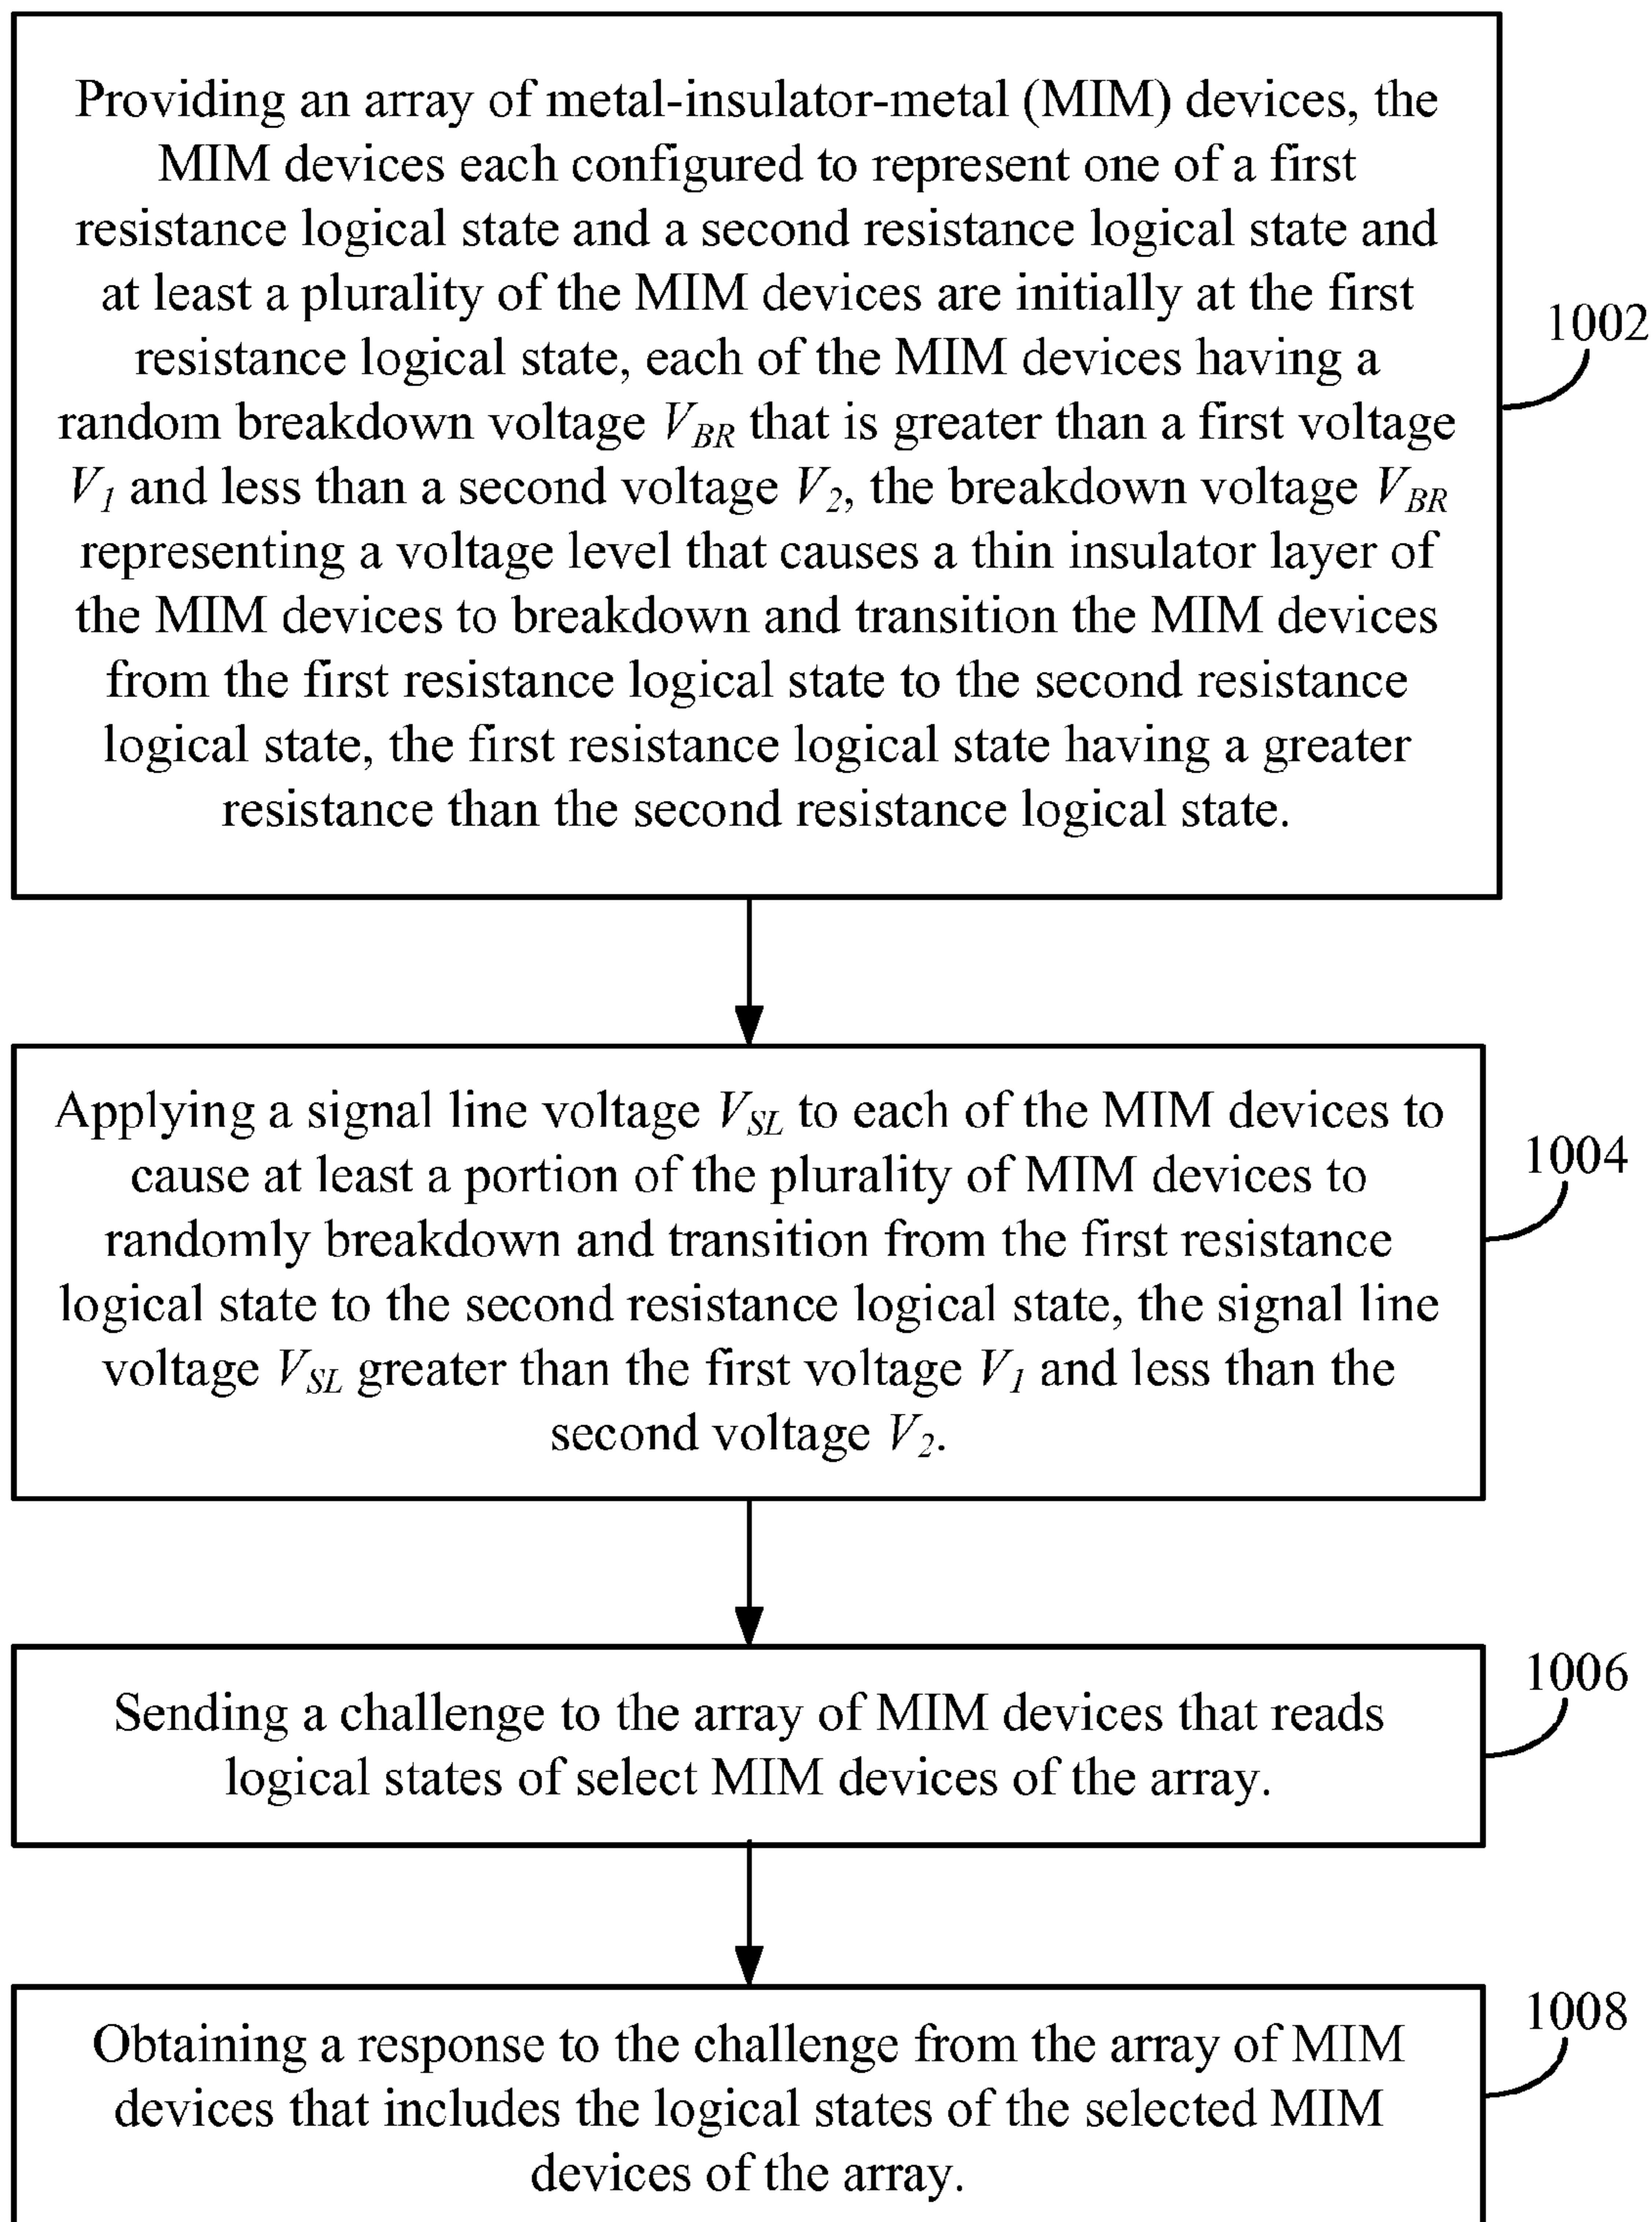 Providing an array of metal-insulator-metal (MIM) devices, the
MIM devices each configured to represent one of a first
resistance logical state and a second resistance logical state and
at least a plurality of the MIM devices are initially at the first
resistance logical state, each of the MIM devices having a
random breakdown voltage V_BR that is greater than a first voltage
V_1 and less than a second voltage V_2, the breakdown voltage V_BR
representing a voltage level that causes a thin insulator layer of
the MIM devices to breakdown and transition the MIM devices
from the first resistance logical state to the second resistance
logical state, the first resistance logical state having a greater
resistance than the second resistance logical state.
1002
Applying a signal line voltage V_SL to each of the MIM devices to
cause at least a portion of the plurality of MIM devices to
randomly breakdown and transition from the first resistance
logical state to the second resistance logical state, the signal line
voltage V_SL greater than the first voltage V_1 and less than the
second voltage V_2.
1004
Sending a challenge to the array of MIM devices that reads
logical states of select MIM devices of the array.
1006
Obtaining a response to the challenge from the array of MIM
devices that includes the logical states of the selected MIM
devices of the array.
1008